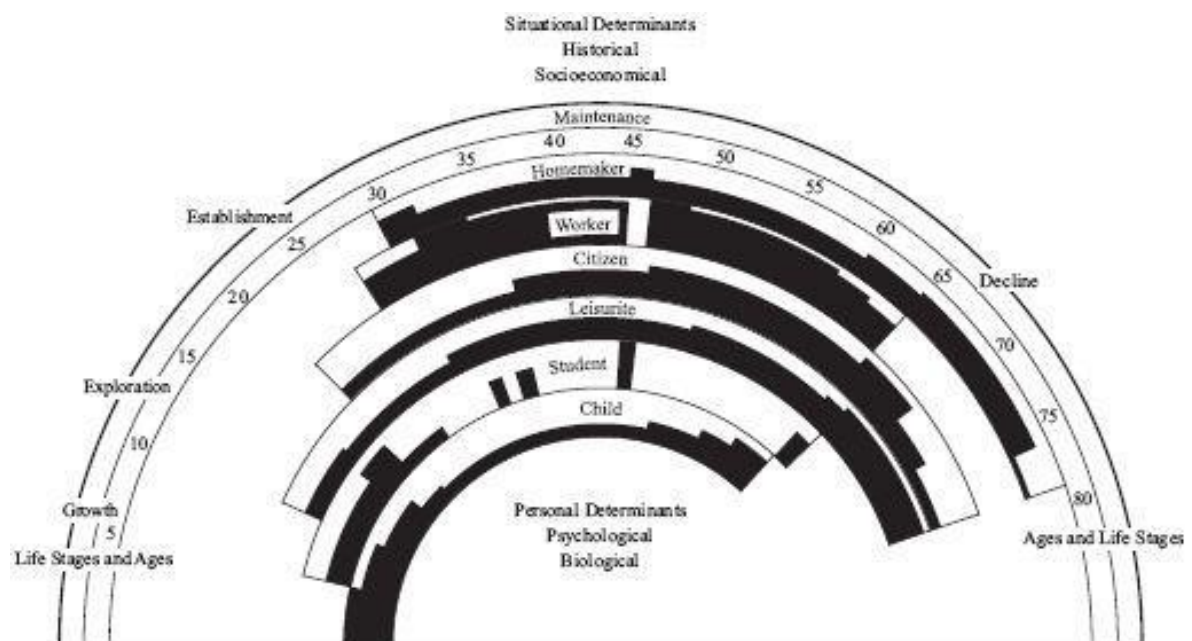 Situational Determinants
Historical
Socioeconomical
Maintenance
40 45
35 50
Homemaker
30 55
Establishment
Worker
25 60
Citizen
65 Decline
20
Leisurite
15 70
Student
Exploration
Child
75
10
80
Growth
Personal Determinants
5
Psychological
Ages and Life Stages
Life Stages and Ages
Biological